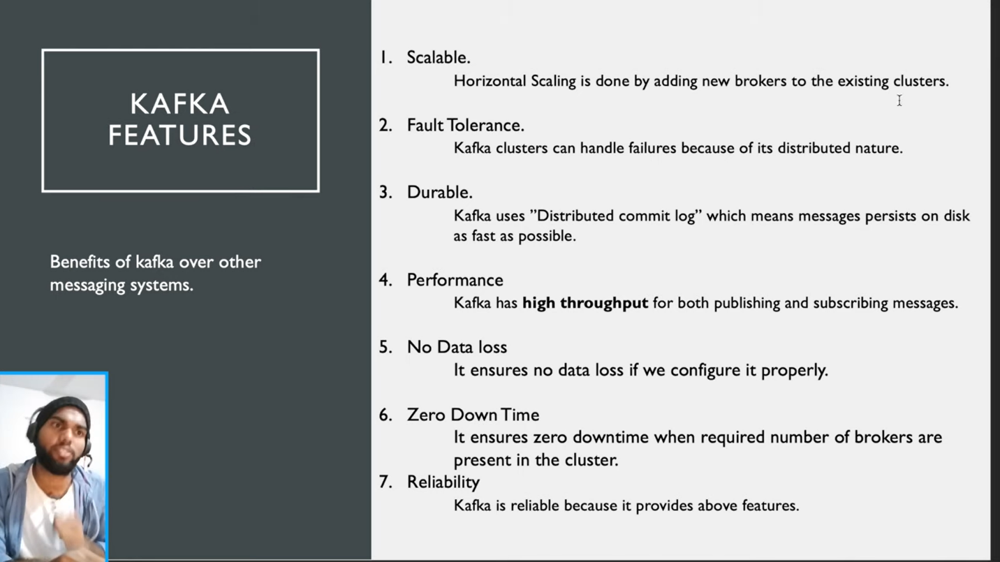 KAFKA
FEATURES
Benefits of kafka over other
messaging systems.
1. Scalable.
Horizontal Scaling is done by adding new brokers to the existing clusters.
2. Fault Tolerance.
Kafka clusters can handle failures because of its distributed nature.
3. Durable.
Kafka uses ”Distributed commit log” which means messages persists on disk
as fast as possible.
4. Performance
Kafka has high throughput for both publishing and subscribing messages.
5. No Data loss
It ensures no data loss if we configure it properly.
6. Zero Down Time
It ensures zero downtime when required number of brokers are
present in the cluster.
7. Reliability
Kafka is reliable because it provides above features.